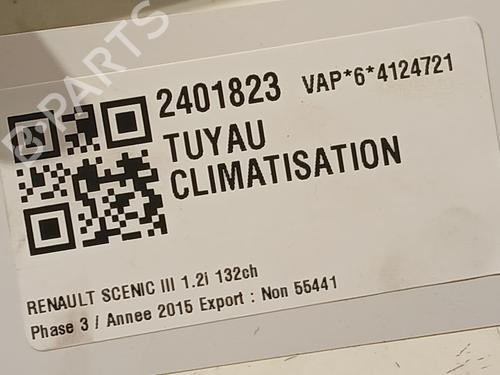 B-PARTS
2401823 VAP*6*4124721
TUYAU
CLIMATISATION
RENAULT SCENIC III 1.2i 132ch
Phase 3 / Annee 2015 Export : Non 55441